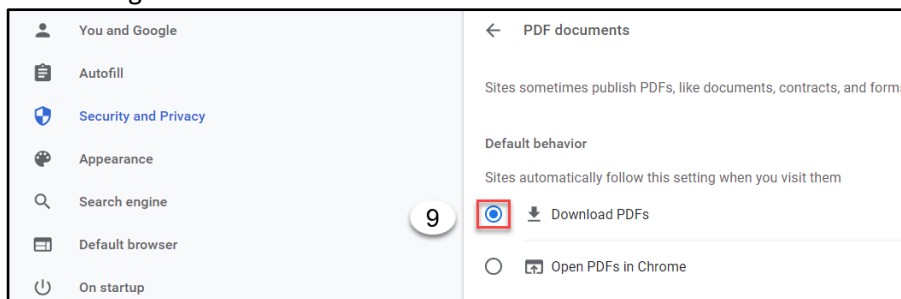 You and Google
Autofill
Security and Privacy
Appearance
Search engine
Default browser
On startup
PDF documents
Sites sometimes publish PDFs, like documents, contracts, and forms
Default behavior
Sites automatically follow this setting when you visit them
9
Download PDFs
Open PDFs in Chrome